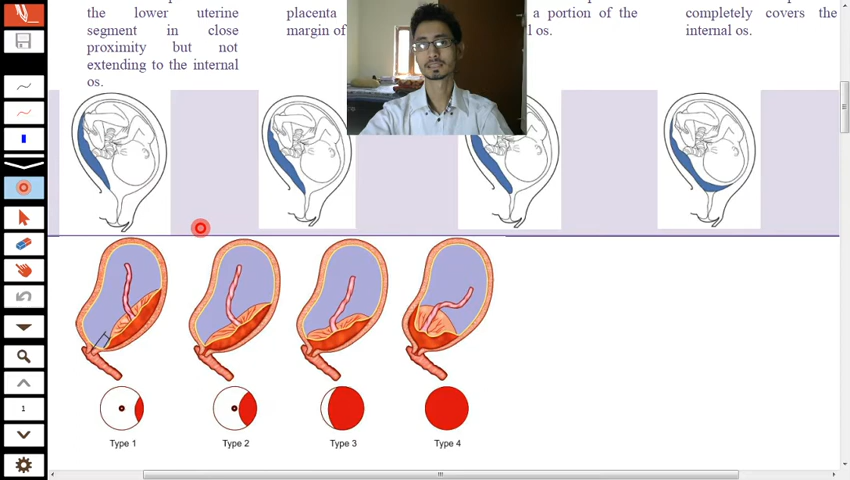 the lower uterine
segment in close
proximity but not
extending to the internal
os.
placenta
margin of
a portion of the
os.
completely covers the
internal os.
1
Type 1
Type 2
Type 3
Type 4